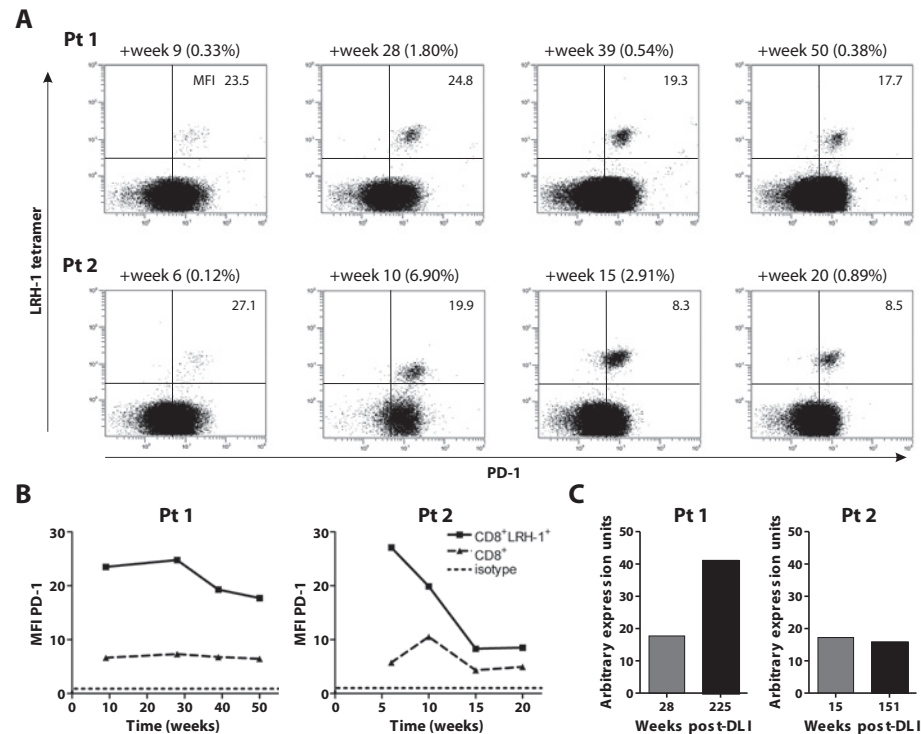 A
Pt 1
+week 9 (0.33%)
+week 28 (1.80%)
+week 39 (0.54%)
+week 50 (0.38%)
MFI 23.5
24.8
19.3
17.7
LRH-1 tetramer
Pt 2
+week 6 (0.12%)
+week 10 (6.90%)
+week 15 (2.91%)
+week 20 (0.89%)
27.1
19.9
8.3
8.5
PD-1
B
Pt 1
MFI PD-1
30
20
10
0
0 10 20 30 40 50
Time (weeks)
Pt 2
CD8+LRH-1+
CD8+
isotype
MFI PD-1
30
20
10
0
0 5 10 15 20
Time (weeks)
C
Pt 1
Arbitrary expression units
50
40
30
20
10
0
28 225
Weeks post-DLI
Pt 2
Arbitrary expression units
50
40
30
20
10
0
15 151
Weeks post-DLI